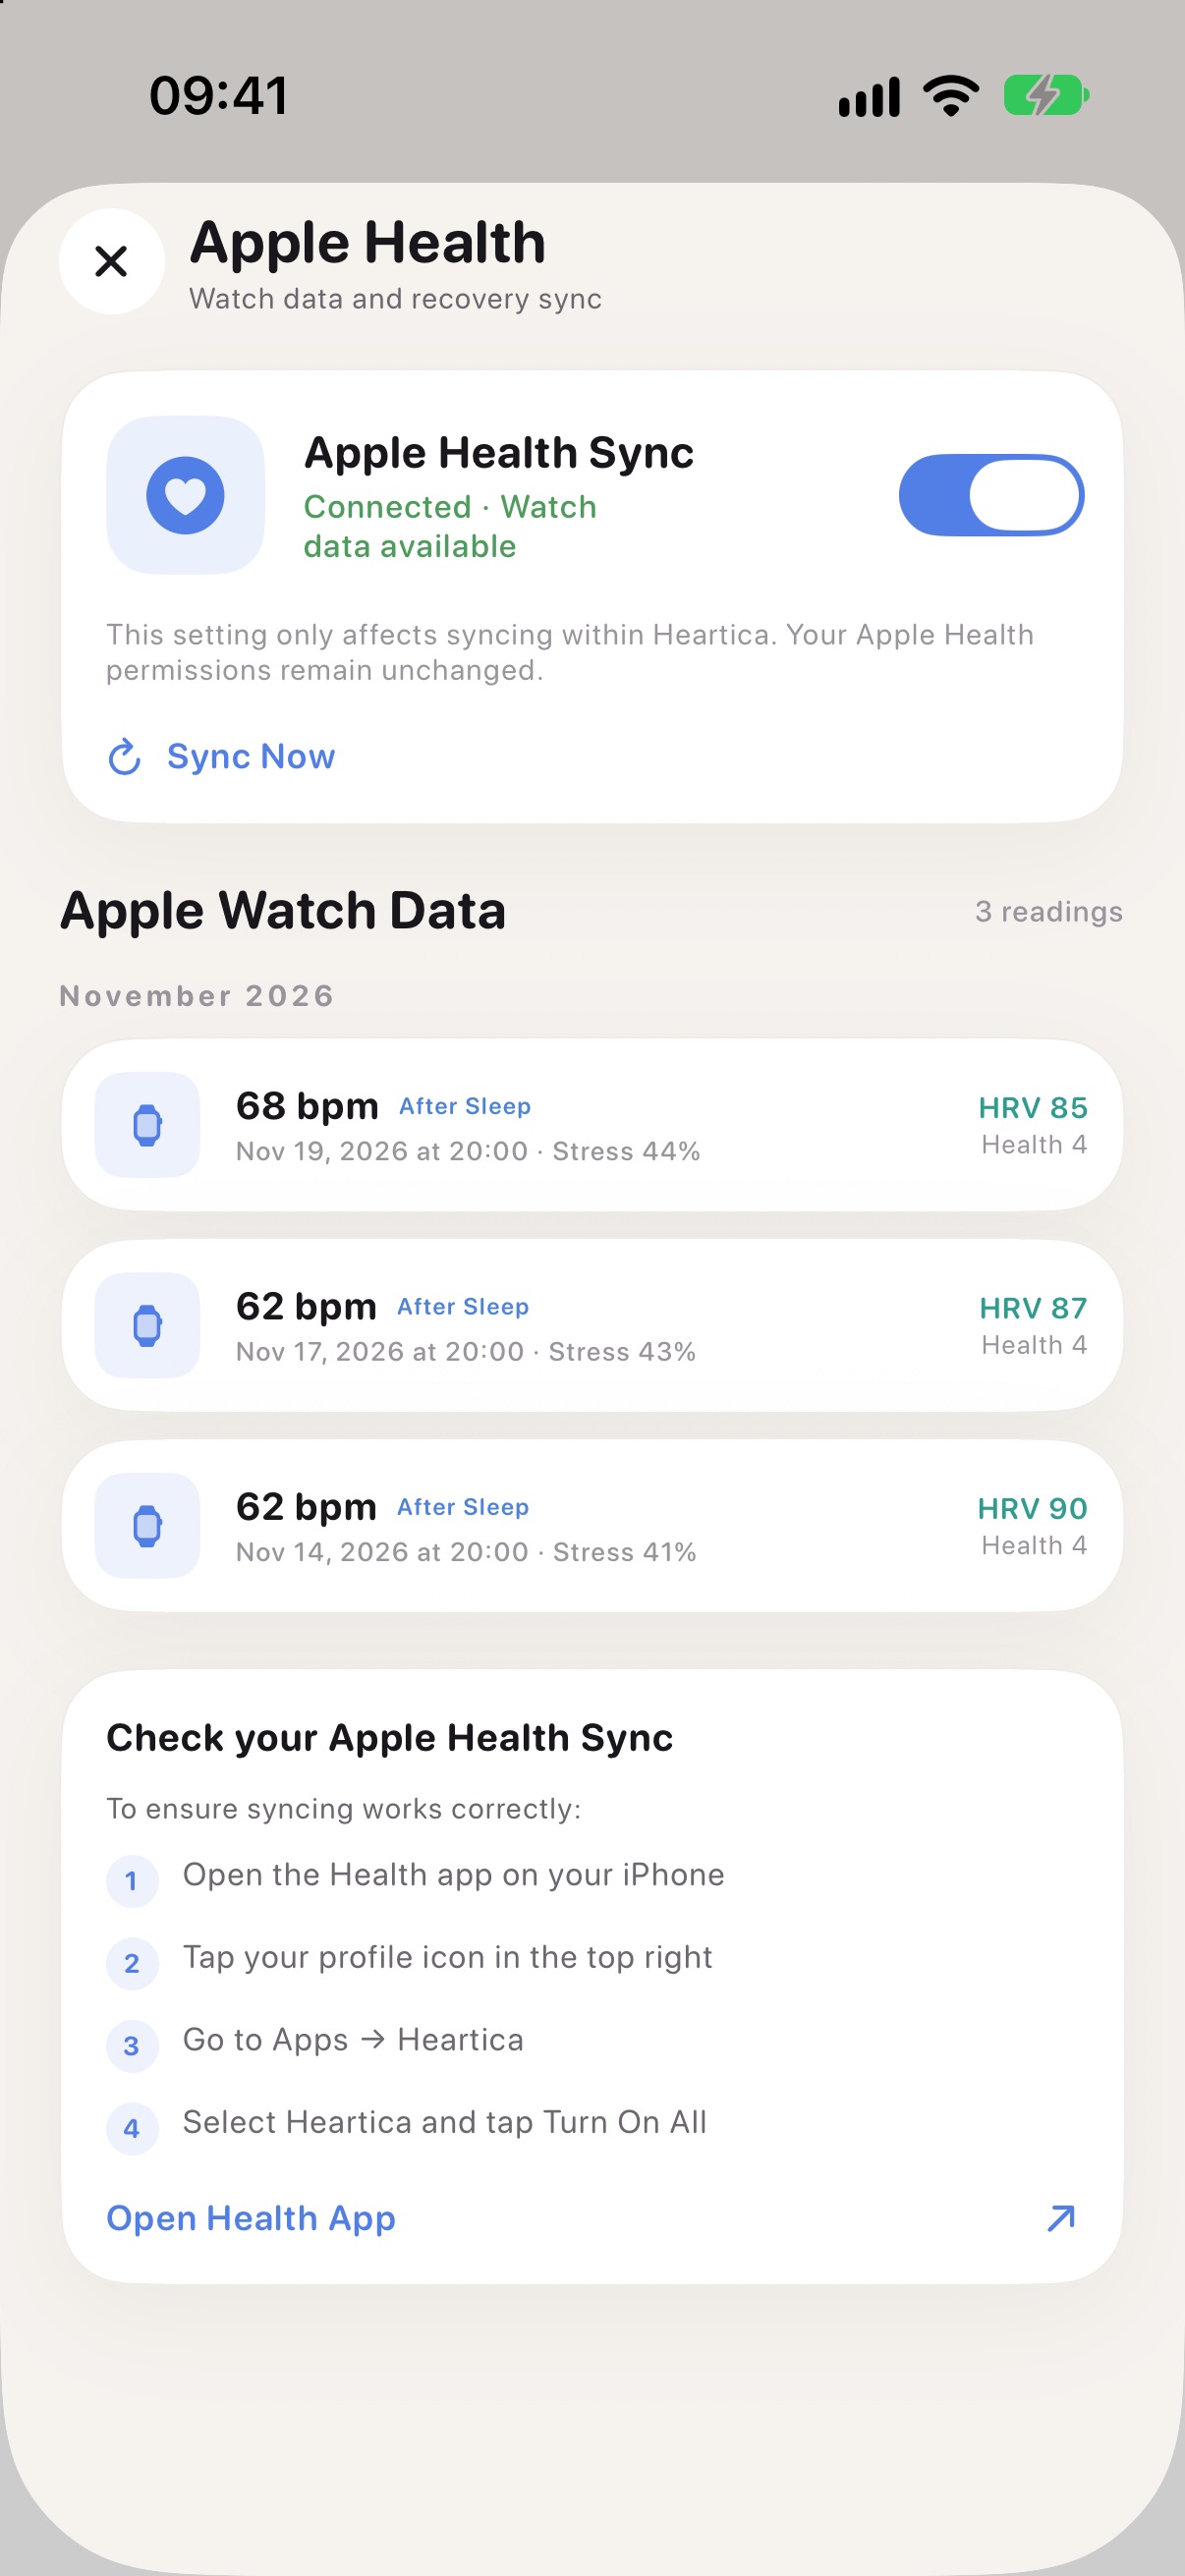 09:41
Apple Health
Watch data and recovery sync
Apple Health Sync
Connected · Watch
data available
This setting only affects syncing within Heartica. Your Apple Health
permissions remain unchanged.
Sync Now
Apple Watch Data
3 readings
November 2026
68 bpm After Sleep
HRV 85
Nov 19, 2026 at 20:00 · Stress 44%
Health 4
62 bpm After Sleep
HRV 87
Nov 17, 2026 at 20:00 · Stress 43%
Health 4
62 bpm After Sleep
HRV 90
Nov 14, 2026 at 20:00 · Stress 41%
Health 4
Check your Apple Health Sync
To ensure syncing works correctly:
1 Open the Health app on your iPhone
2 Tap your profile icon in the top right
3 Go to Apps → Heartica
4 Select Heartica and tap Turn On All
Open Health App